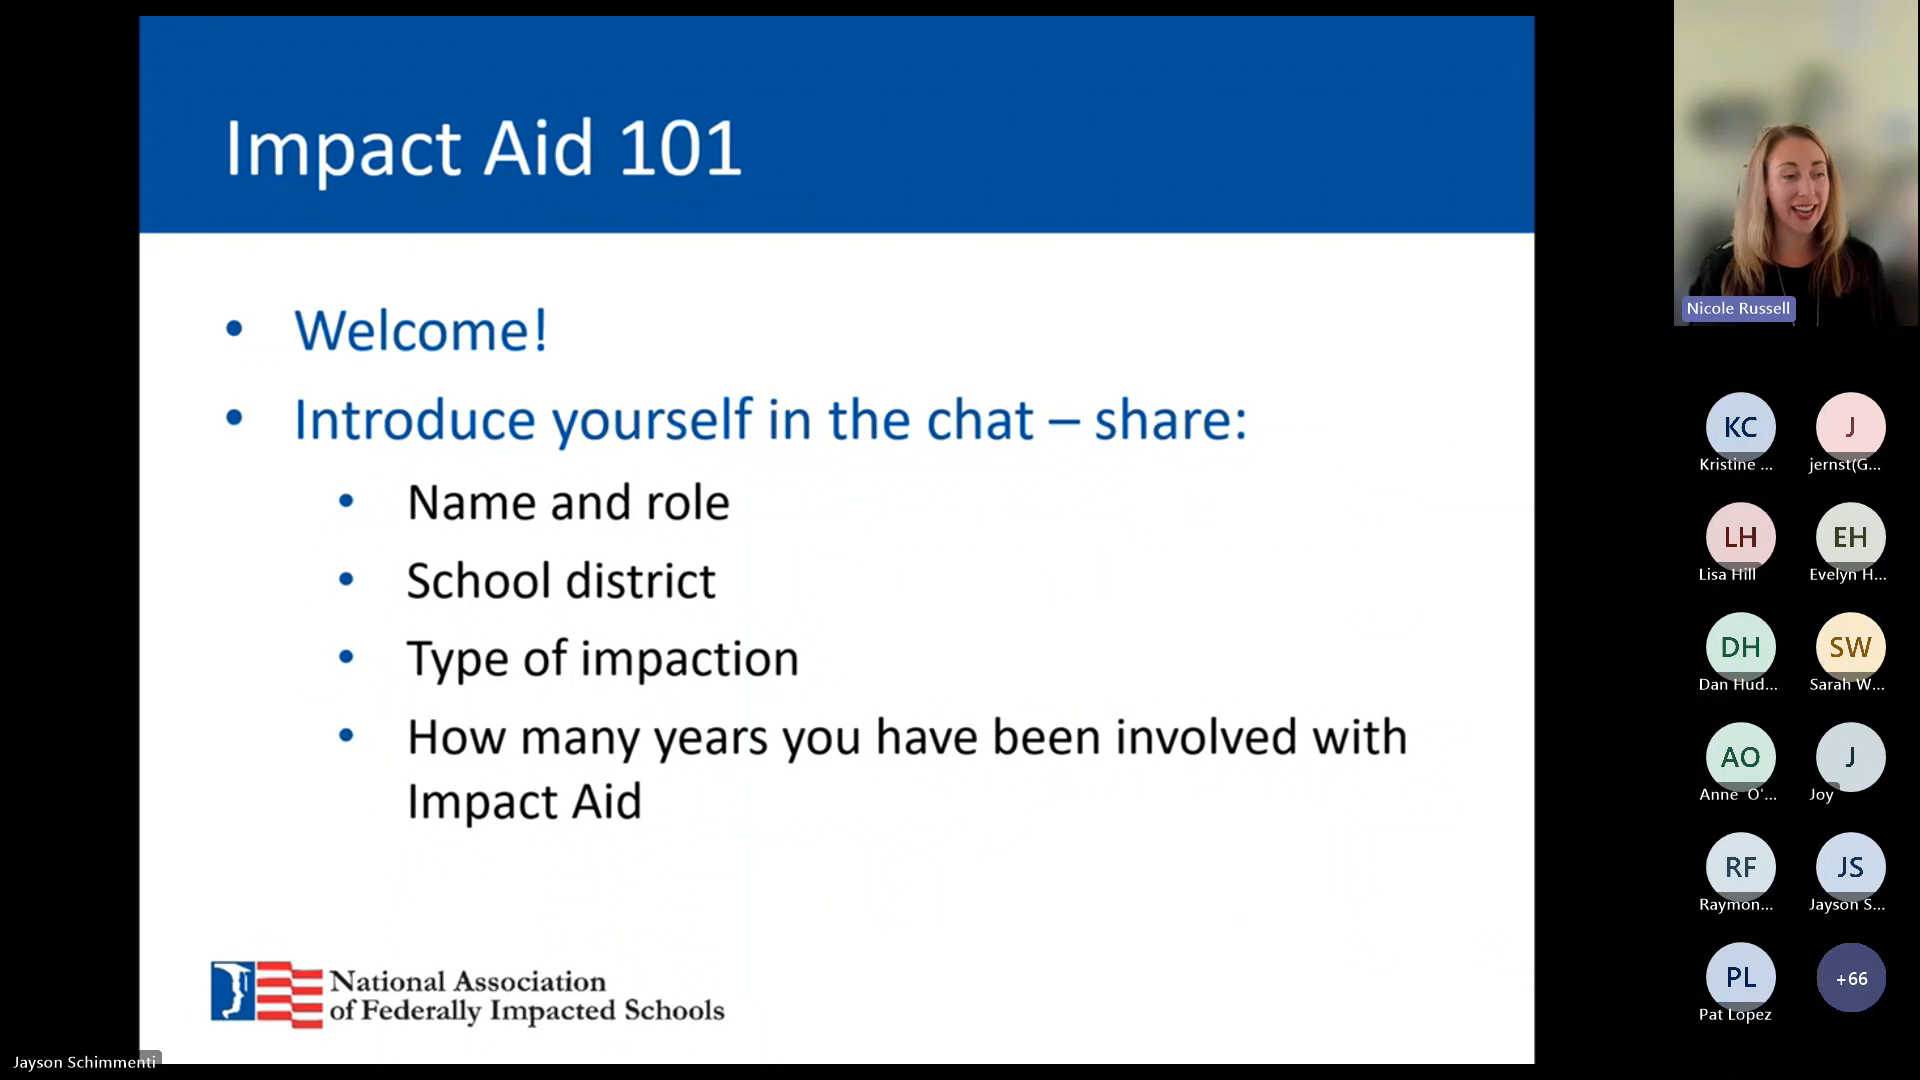 Impact Aid 101
• Welcome!
• Introduce yourself in the chat – share:
• Name and role
• School district
• Type of impaction
• How many years you have been involved with
Impact Aid
National Association
of Federally Impacted Schools
Jayson Schimmenti
Nicole Russell
KC
Kristine ...
J
jernst(G...
LH
Lisa Hill
EH
Evelyn H...
DH
Dan Hud...
SW
Sarah W...
AO
Anne O'...
J
Joy
RF
Raymon...
JS
Jayson S...
PL
Pat Lopez
+66